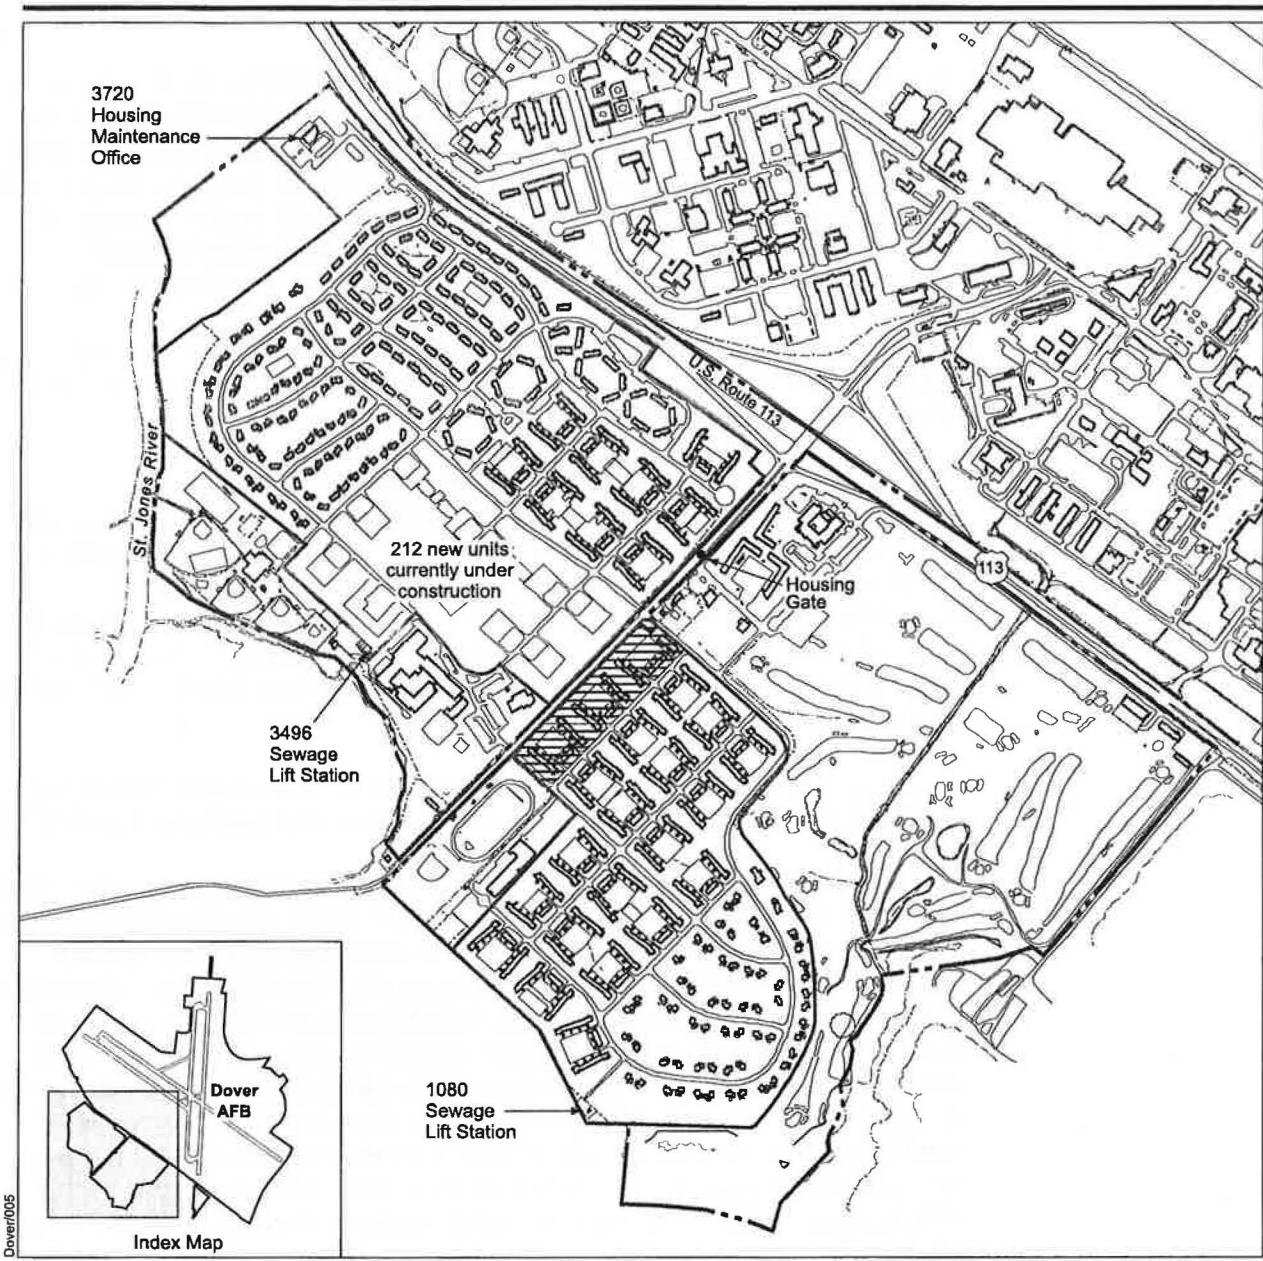 3720
Housing
Maintenance
Office
U.S. Route 113
St. Jones River
212 new units
currently under
construction
Housing
Gate
113
3496
Sewage
Lift Station
1080
Sewage
Lift Station
Dover
AFB
Index Map
Dover/005